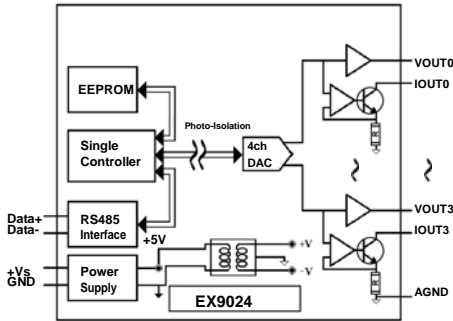 VOUT0
IOUT0
EEPROM
R
Photo-Isolation
Single
Controller
4ch
DAC
Data+
Data-
RS485
Interface
+5V
VOUT3
IOUT3
+Vs
GND
Power
Supply
+V
-V
R
AGND
EX9024